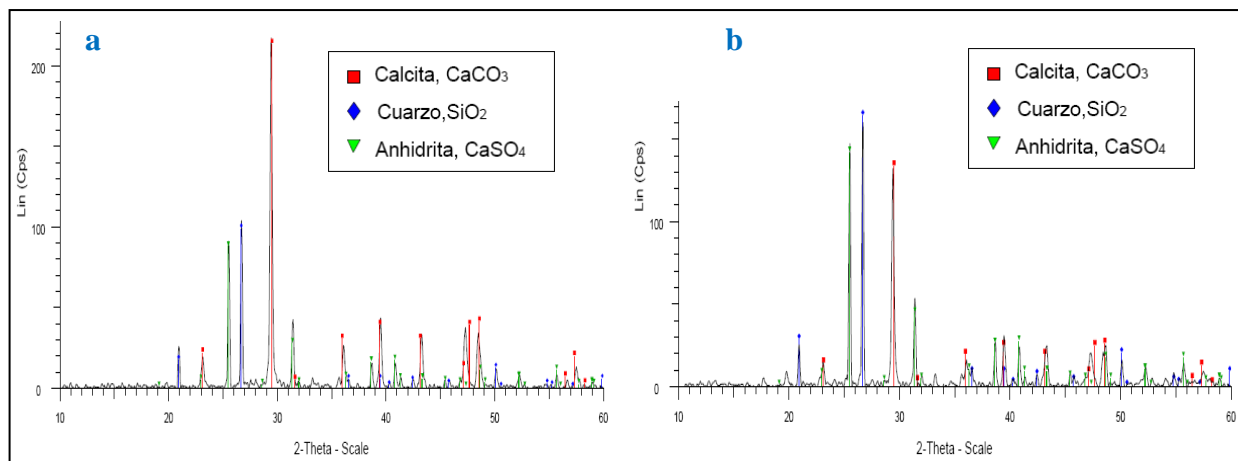 a
Lin (Cps)
200
100
0
10 20 30 40 50 60
2-Theta - Scale
Calcita, CaCO₃
Cuarzo,SiO₂
Anhidrita, CaSO₄
b
Lin (Cps)
100
0
10 20 30 40 50 60
2-Theta - Scale
Calcita, CaCO₃
Cuarzo,SiO₂
Anhidrita, CaSO₄